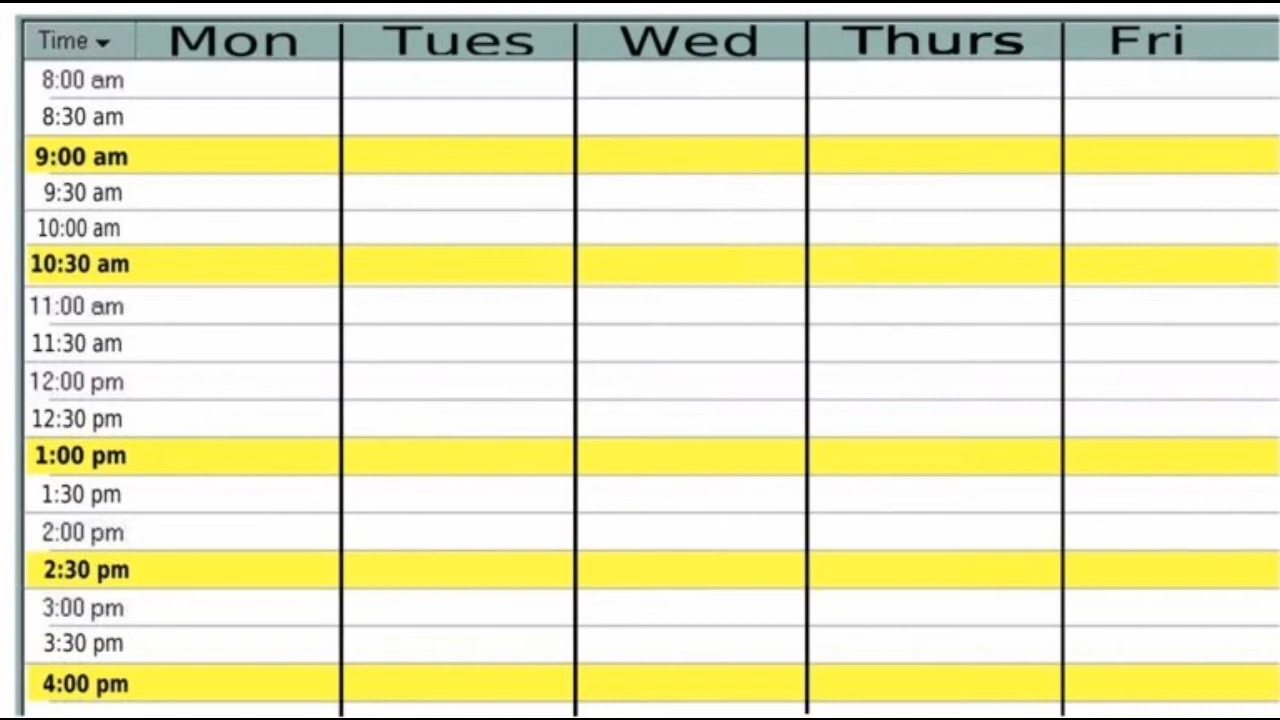 Time Mon Tues Wed Thurs Fri
8:00 am
8:30 am
9:00 am
9:30 am
10:00 am
10:30 am
11:00 am
11:30 am
12:00 pm
12:30 pm
1:00 pm
1:30 pm
2:00 pm
2:30 pm
3:00 pm
3:30 pm
4:00 pm